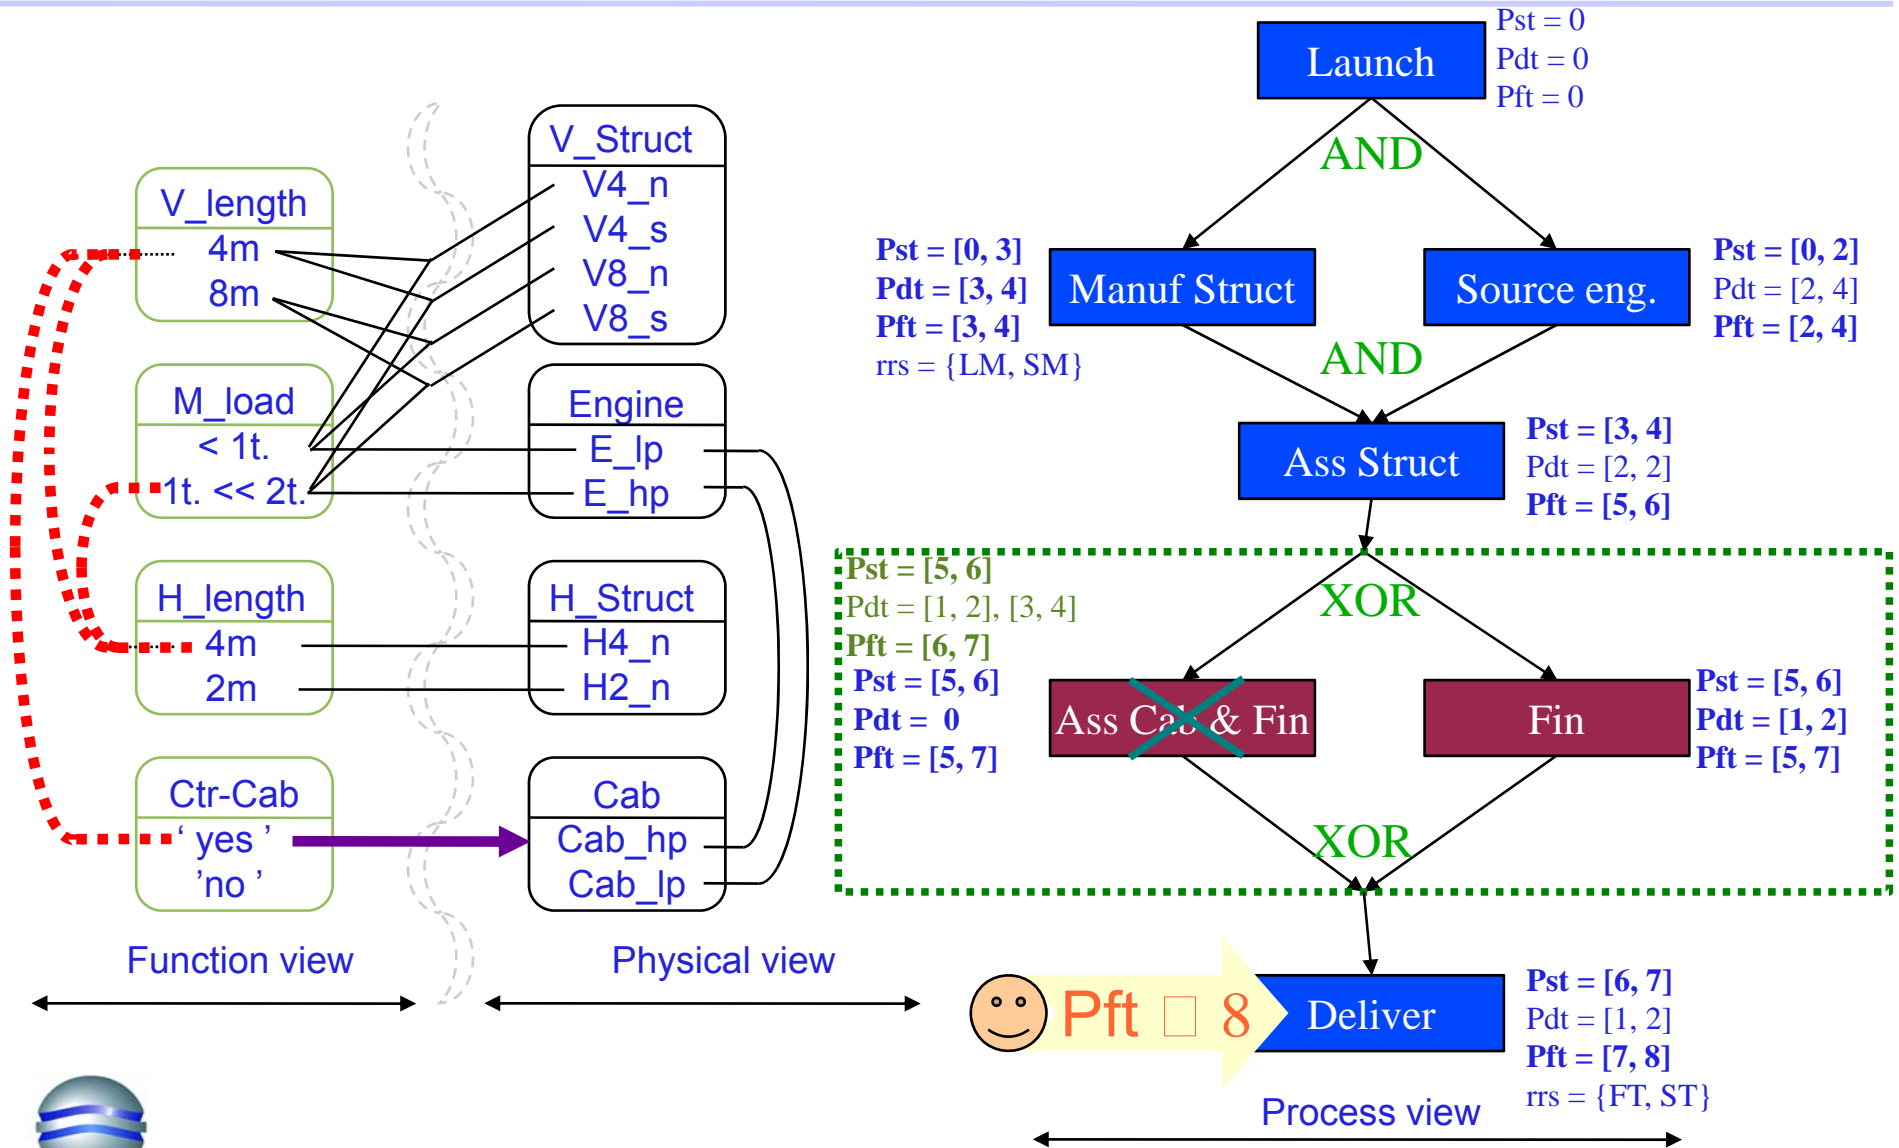 V_length
4m
8m
M_load
< 1t.
1t. << 2t.
H_length
4m
2m
Ctr-Cab
‘ yes ’
’no ’
Function view
V_Struct
V4_n
V4_s
V8_n
V8_s
Engine
E_lp
E_hp
H_Struct
H4_n
H2_n
Cab
Cab_hp
Cab_lp
Physical view
Launch
Pst = 0
Pdt = 0
Pft = 0
AND
Pst = [0, 3]
Pdt = [3, 4]
Pft = [3, 4]
rrs = {LM, SM}
Manuf Struct
Source eng.
Pst = [0, 2]
Pdt = [2, 4]
Pft = [2, 4]
AND
Ass Struct
Pst = [3, 4]
Pdt = [2, 2]
Pft = [5, 6]
Pst = [5, 6]
Pdt = [1, 2], [3, 4]
Pft = [6, 7]
XOR
Pst = [5, 6]
Pdt = 0
Pft = [5, 7]
Ass Cab & Fin
Fin
Pst = [5, 6]
Pdt = [1, 2]
Pft = [5, 7]
XOR
Pft □ 8
Deliver
Pst = [6, 7]
Pdt = [1, 2]
Pft = [7, 8]
rrs = {FT, ST}
Process view